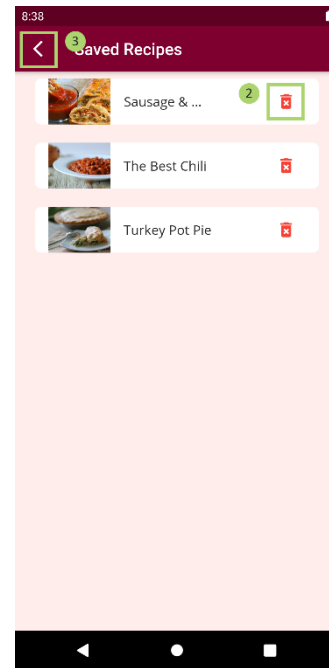 8:38
3
Saved Recipes
Sausage & ...
2
The Best Chili
Turkey Pot Pie